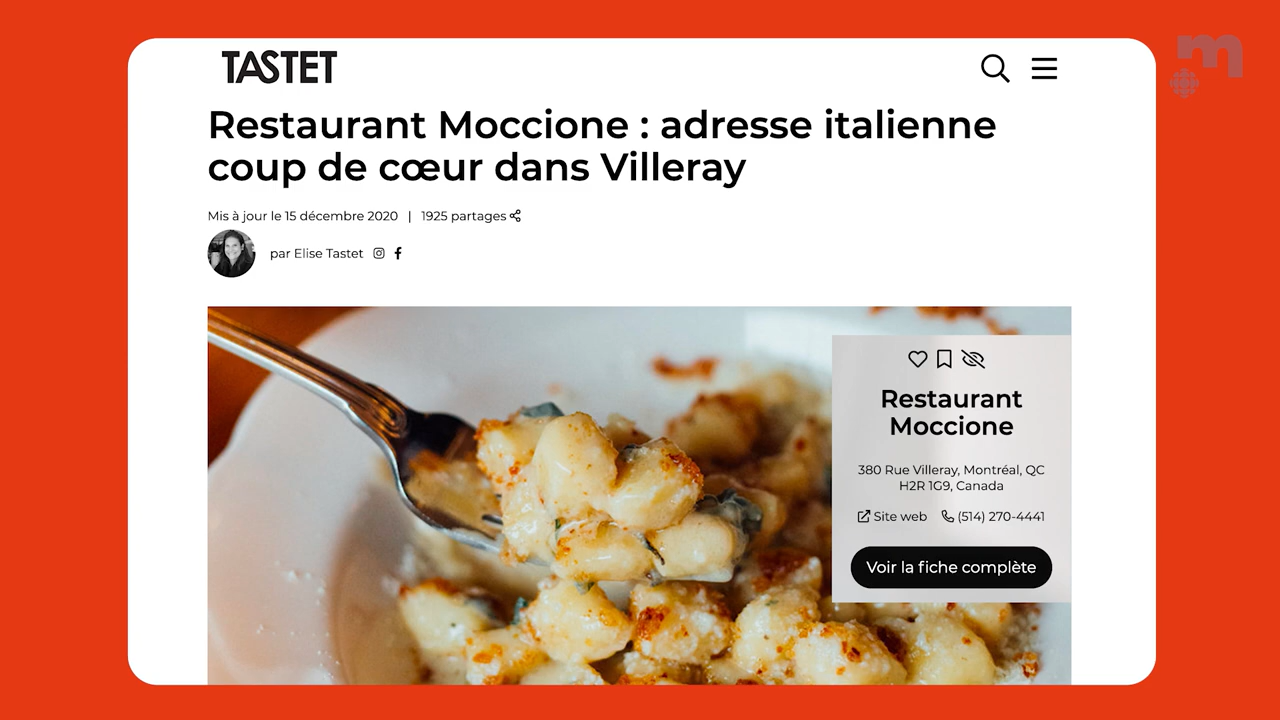 TASTET
m
Restaurant Moccione : adresse italienne
coup de cœur dans Villeray
Mis à jour le 15 décembre 2020 | 1925 partages
par Elise Tastet
Restaurant
Moccione
380 Rue Villeray, Montréal, QC
H2R 1G9, Canada
Site web (514) 270-4441
Voir la fiche complète